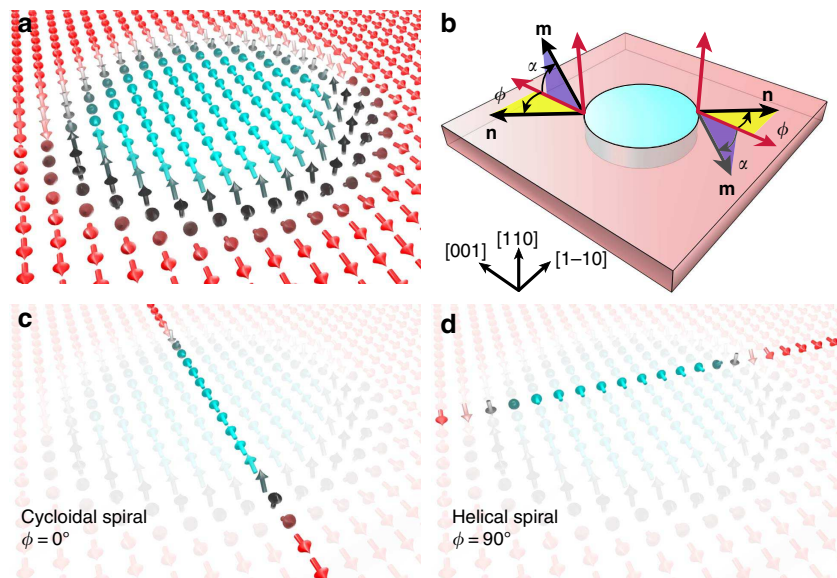 a
b
m
α
ϕ
n
n
ϕ
α
m
[001]
[110]
[1–10]
c
d
Cycloidal spiral
ϕ = 0°
Helical spiral
ϕ = 90°